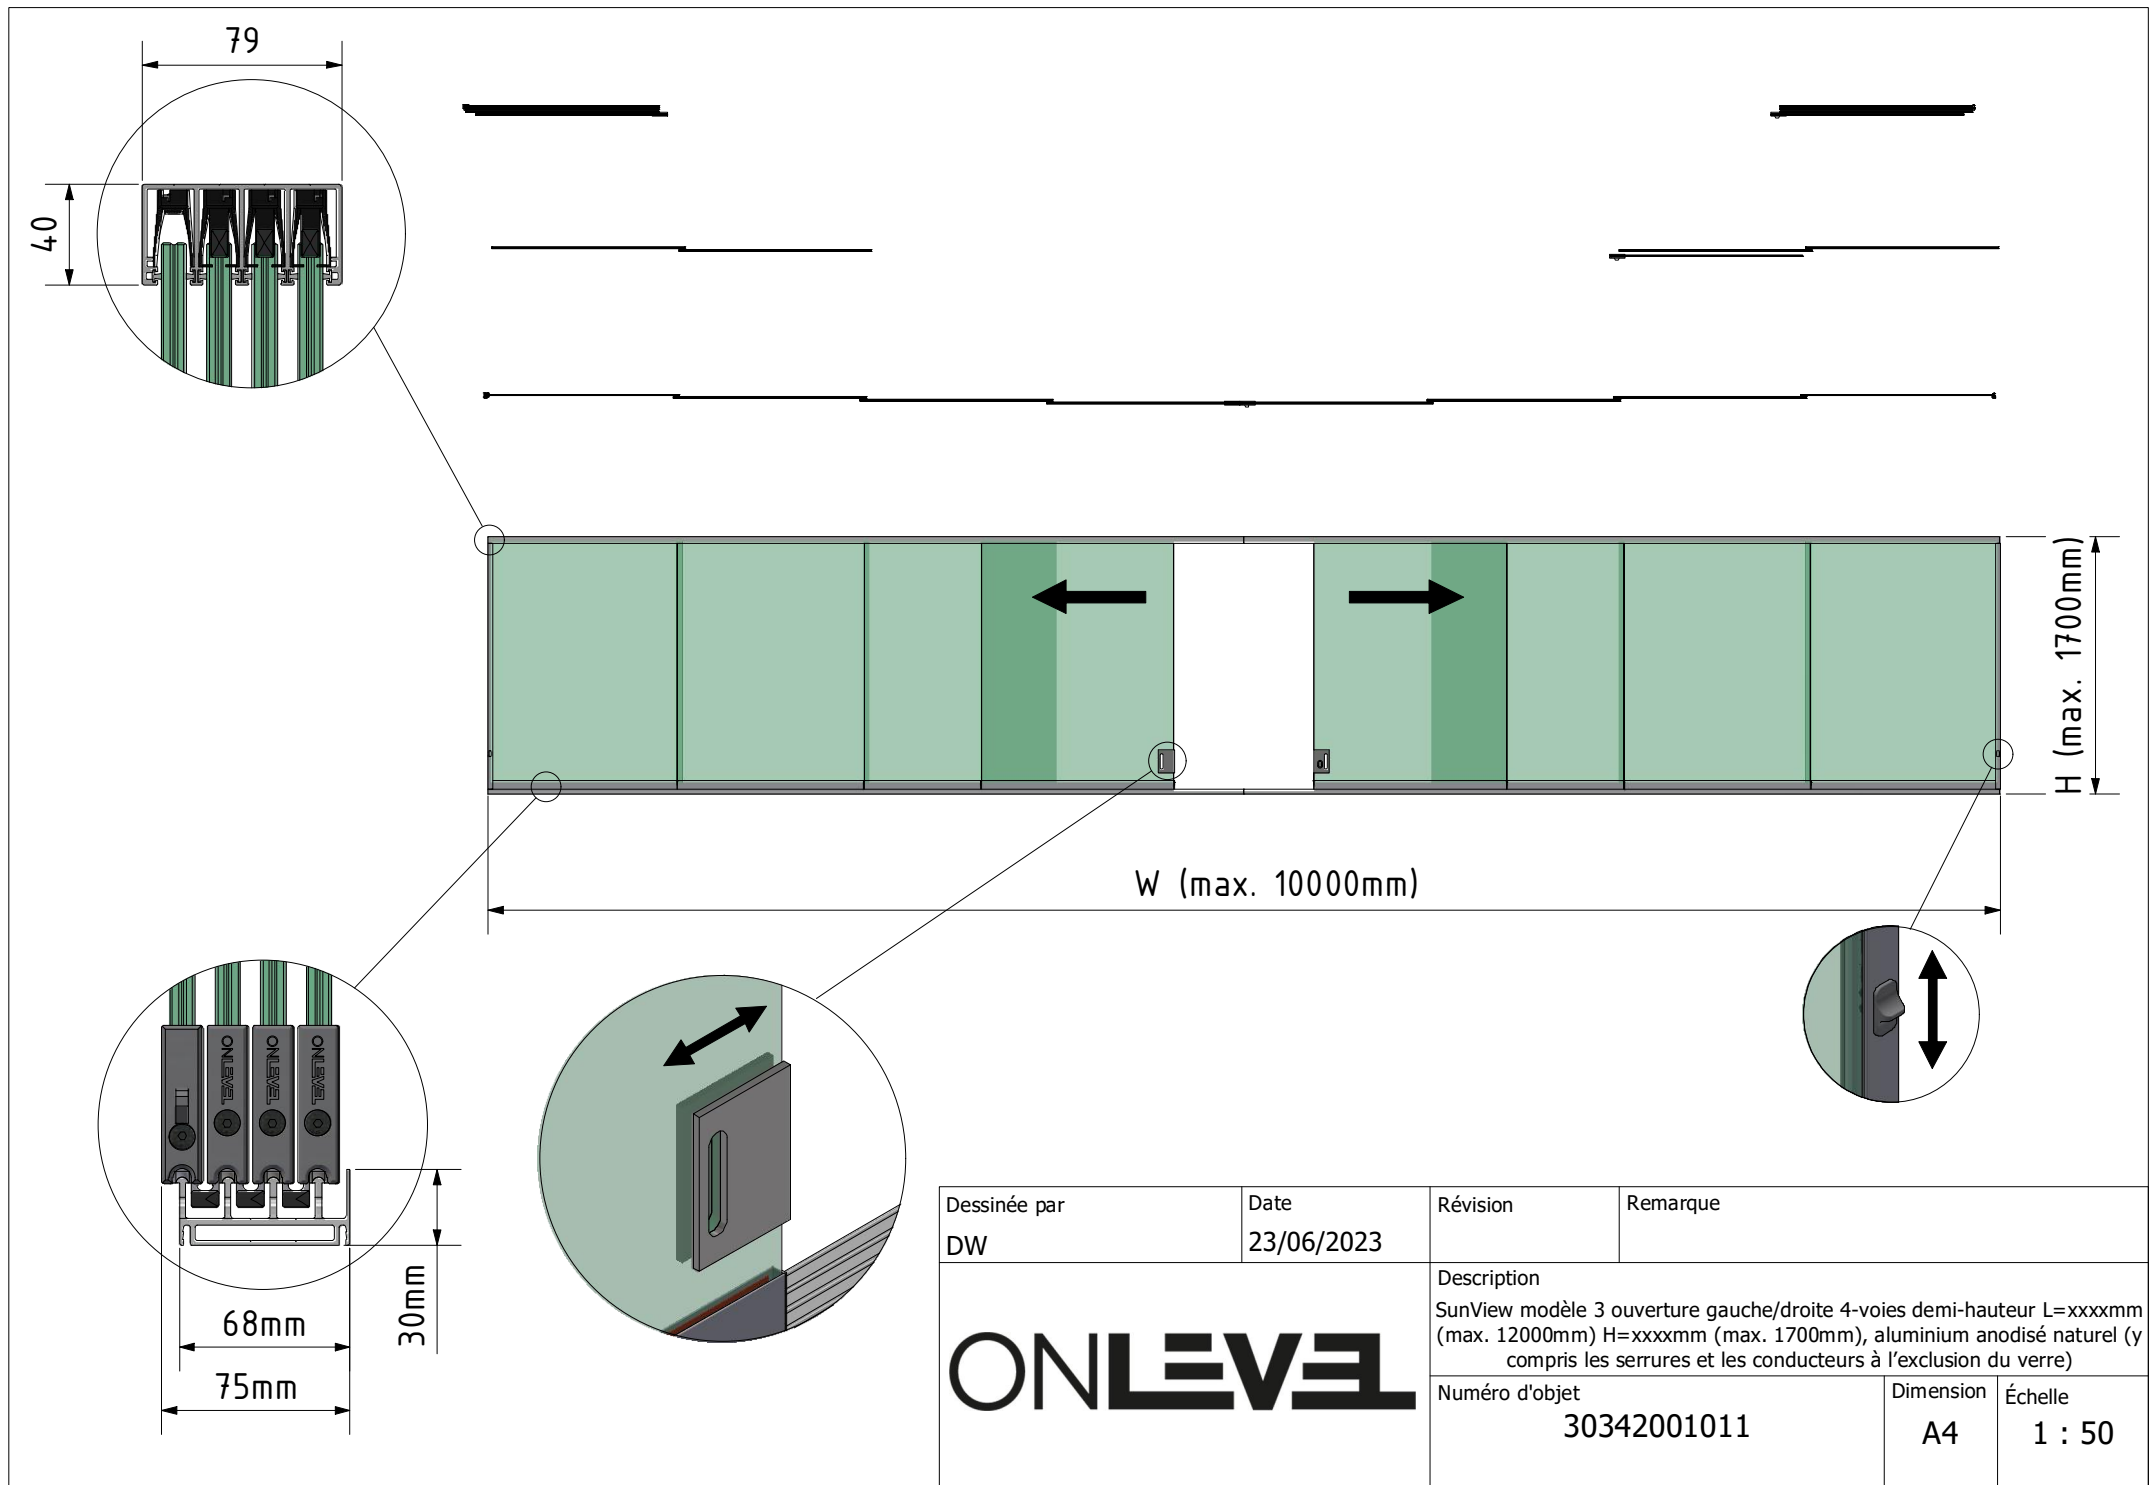 79
40
H (max. 1700mm)
W (max. 10000mm)
ONLEVEL
ONLEVEL
ONLEVEL
30mm
68mm
75mm
Dessinée par
DW
Date
23/06/2023
Révision
Remarque
ONLEVEL
Description
SunView modèle 3 ouverture gauche/droite 4-voies demi-hauteur L=xxxxmm
(max. 12000mm) H=xxxxmm (max. 1700mm), aluminium anodisé naturel (y
compris les serrures et les conducteurs à l'exclusion du verre)
Numéro d'objet
30342001011
Dimension
A4
Échelle
1 : 50